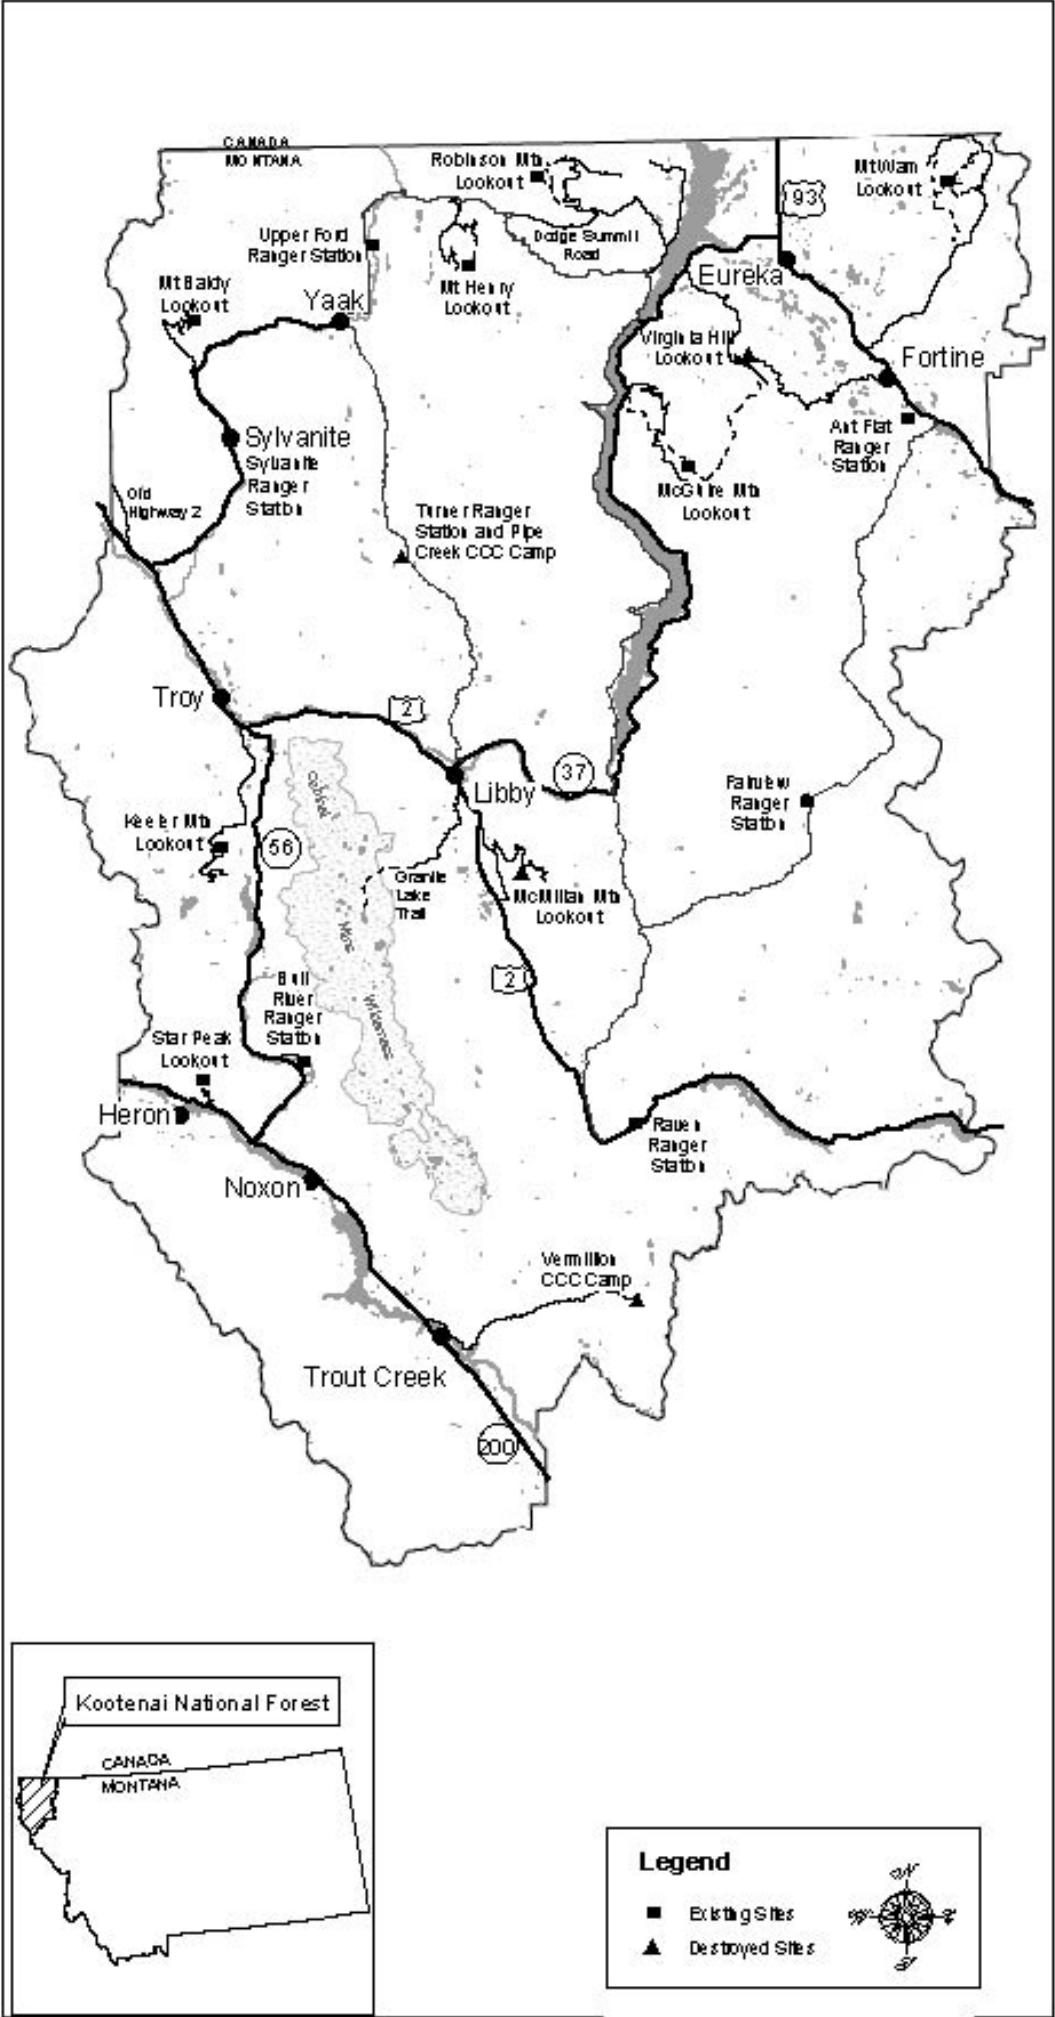 CANADA
MONTANA
Robinson Mtn
Lookout
Mt Wam
Lookout
93
Upper Ford
Ranger Station
Dodge Summit
Road
Eureka
Mt Baldy
Lookout
Mt Henry
Lookout
Yaak
Virginia Hill
Lookout
Fortine
Sylvanite
Sylvanite
Ranger
Station
Ant Flat
Ranger
Station
Old
Highway 2
McGuire Mtn
Lookout
Turner Ranger
Station and Pipe
Creek CCC Camp
Troy
2
37
Libby
Cabinet
Mtns
Wilderness
Fairview
Ranger
Station
Keeler Mtn
Lookout
56
Granite
Lake
Trail
McMillan Mtn
Lookout
2
Bull
River
Ranger
Station
Star Peak
Lookout
Heron
Raven
Ranger
Station
Noxon
Vermillion
CCC Camp
Trout Creek
200
Kootenai National Forest
CANADA
MONTANA
Legend
Existing Sites
Destroyed Sites
N
W
E
S